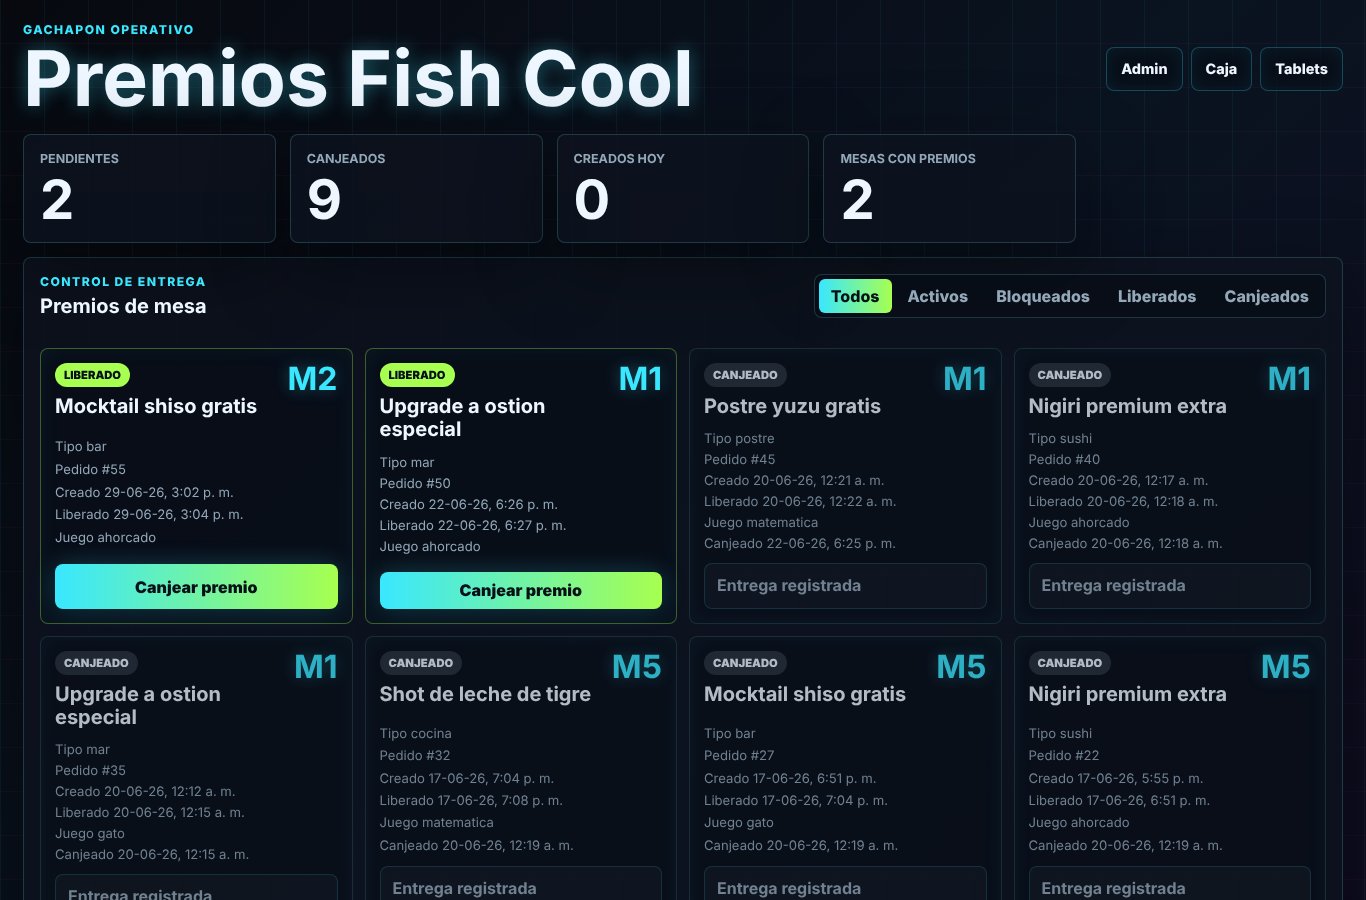 GACHAPON OPERATIVO
Premios Fish Cool
Admin
Caja
Tablets
PENDIENTES
2
CANJEADOS
9
CREADOS HOY
0
MESAS CON PREMIOS
2
CONTROL DE ENTREGA
Premios de mesa
Todos
Activos
Bloqueados
Liberados
Canjeados
LIBERADO
M2
Mocktail shiso gratis
Tipo bar
Pedido #55
Creado 29-06-26, 3:02 p. m.
Liberado 29-06-26, 3:04 p. m.
Juego ahorcado
Canjear premio
LIBERADO
M1
Upgrade a ostion
especial
Tipo mar
Pedido #50
Creado 22-06-26, 6:26 p. m.
Liberado 22-06-26, 6:27 p. m.
Juego ahorcado
Canjear premio
CANJEADO
M1
Postre yuzu gratis
Tipo postre
Pedido #45
Creado 20-06-26, 12:21 a. m.
Liberado 20-06-26, 12:22 a. m.
Juego matematica
Canjeado 22-06-26, 6:25 p. m.
Entrega registrada
CANJEADO
M1
Nigiri premium extra
Tipo sushi
Pedido #40
Creado 20-06-26, 12:17 a. m.
Liberado 20-06-26, 12:18 a. m.
Juego ahorcado
Canjeado 20-06-26, 12:18 a. m.
Entrega registrada
CANJEADO
M1
Upgrade a ostion
especial
Tipo mar
Pedido #35
Creado 20-06-26, 12:12 a. m.
Liberado 20-06-26, 12:15 a. m.
Juego gato
Canjeado 20-06-26, 12:15 a. m.
Entrega registrada
CANJEADO
M5
Shot de leche de tigre
Tipo cocina
Pedido #32
Creado 17-06-26, 7:04 p. m.
Liberado 17-06-26, 7:08 p. m.
Juego matematica
Canjeado 20-06-26, 12:19 a. m.
Entrega registrada
CANJEADO
M5
Mocktail shiso gratis
Tipo bar
Pedido #27
Creado 17-06-26, 6:51 p. m.
Liberado 17-06-26, 7:04 p. m.
Juego gato
Canjeado 20-06-26, 12:19 a. m.
Entrega registrada
CANJEADO
M5
Nigiri premium extra
Tipo sushi
Pedido #22
Creado 17-06-26, 5:55 p. m.
Liberado 17-06-26, 6:51 p. m.
Juego ahorcado
Canjeado 20-06-26, 12:19 a. m.
Entrega registrada